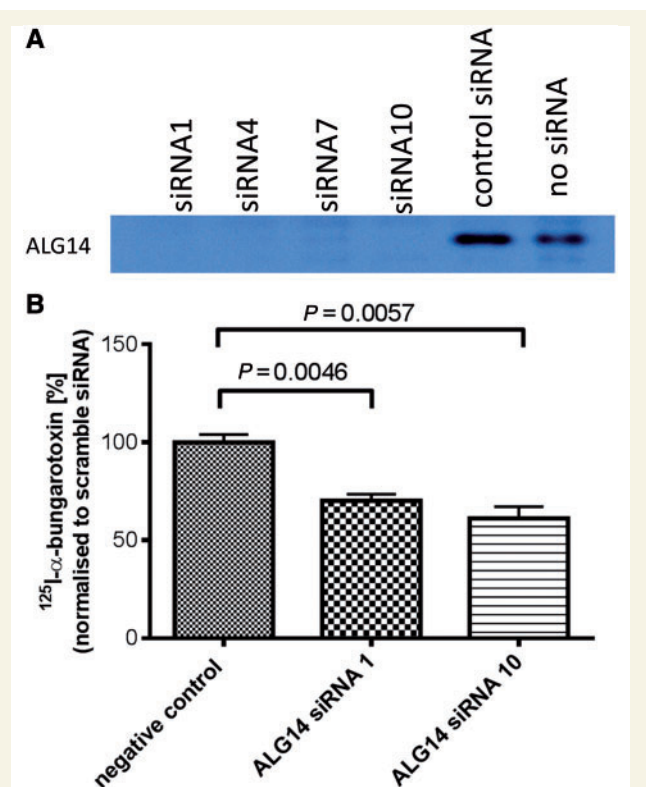 A
siRNA1
siRNA4
siRNA7
siRNA10
control siRNA
no siRNA
ALG14
B
P = 0.0057
P = 0.0046
¹²⁵I-α-bungarotoxin [%]
(normalised to scramble siRNA)
150
100
50
0
negative control
ALG14 siRNA 1
ALG14 siRNA 10